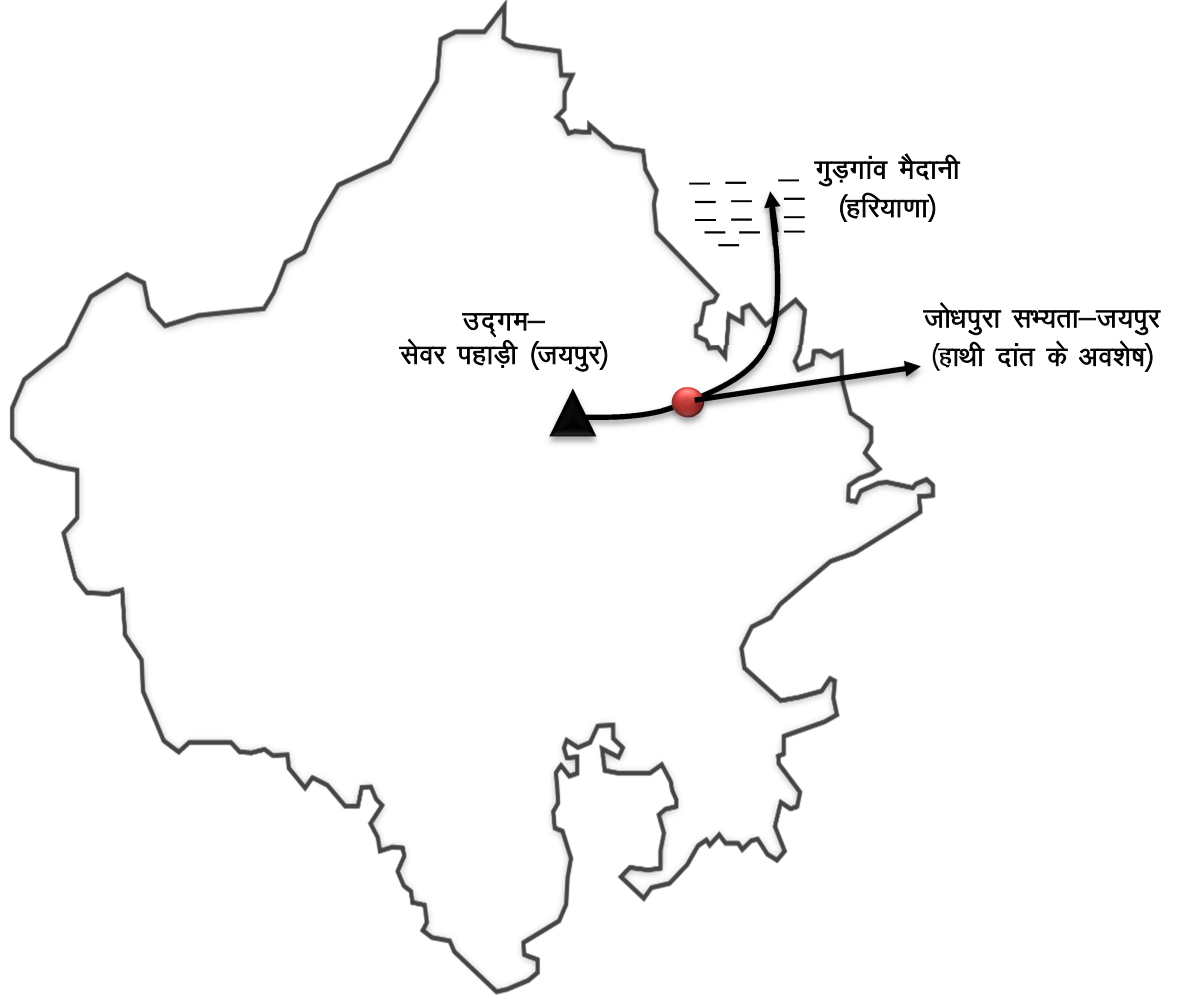 गुड़गांव मैदानी
(हरियाणा)
उद्गम–
सेवर पहाड़ी (जयपुर)
जोधपुरा सभ्यता–जयपुर
(हाथी दांत के अवशेष)